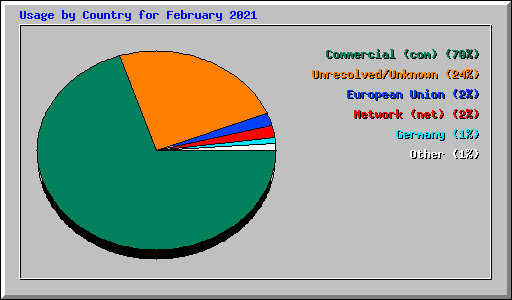 Usage by Country for February 2021
Commercial (com) (70%)
Unresolved/Unknown (24%)
European Union (2%)
Network (net) (2%)
Germany (1%)
Other (1%)